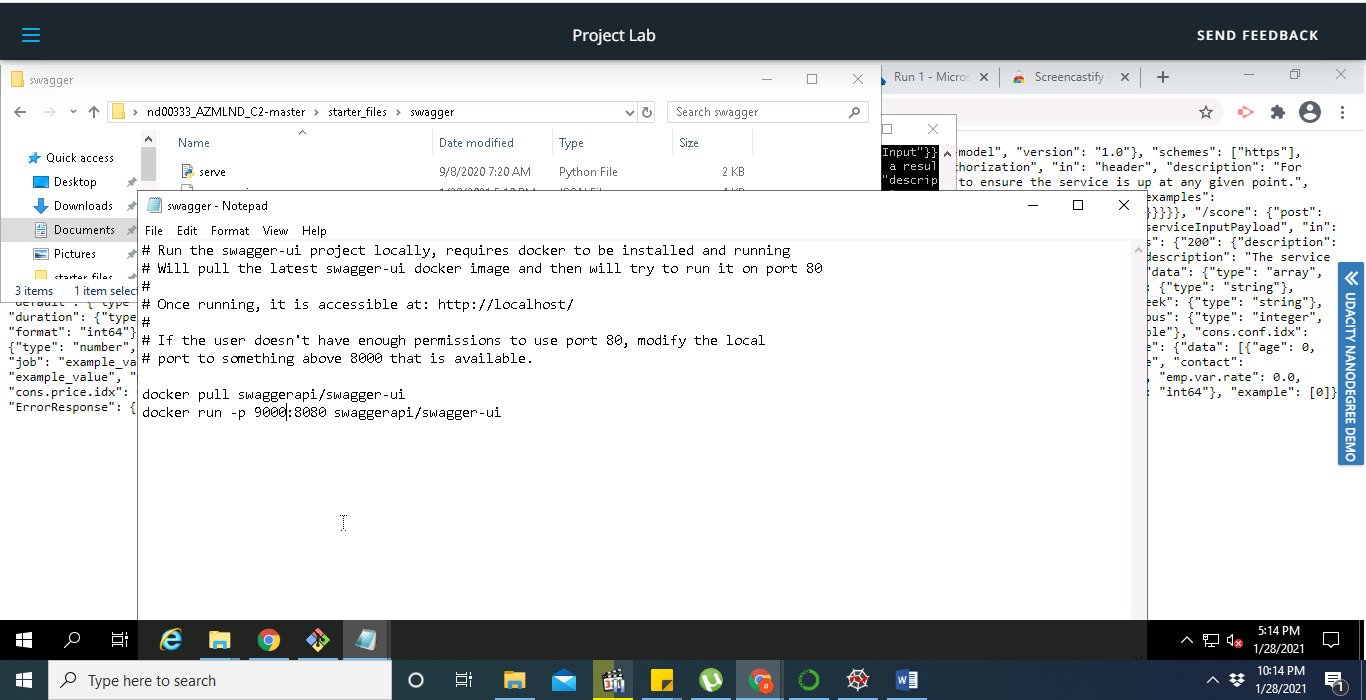 Project Lab
SEND FEEDBACK
swagger
Run 1 - Micros
Screencastify -
nd00333_AZMLND_C2-master > starter_files > swagger
Search swagger
Name
Date modified
Type
Size
Quick access
Desktop
Downloads
Documents
Pictures
starter_files
3 items
1 item select
serve
9/8/2020 7:20 AM
Python File
2 KB
Input"}}
a resul
"descrip
-model", "version": "1.0"}, "schemes": ["https"],
horization", "in": "header", "description": "For
to ensure the service is up at any given point.",
examples":
}}}}}, "/score": {"post":
serviceInputPayload", "in":
s": {"200": {"description":
description": "The service
"data": {"type": "array",
: {"type": "string"},
eek": {"type": "string"},
ous": {"type": "integer",
ole"}, "cons.conf.idx":
e": {"data": [{"age": 0,
e", "contact":
, "emp.var.rate": 0.0,
"int64"}, "example": [0]}
swagger - Notepad
File Edit Format View Help
# Run the swagger-ui project locally, requires docker to be installed and running
# Will pull the latest swagger-ui docker image and then will try to run it on port 80
#
# Once running, it is accessible at: http://localhost/
#
# If the user doesn't have enough permissions to use port 80, modify the local
# port to something above 8000 that is available.
docker pull swaggerapi/swagger-ui
docker run -p 9000:8080 swaggerapi/swagger-ui
"duration": {"type
"format": "int64"}
{"type": "number",
"job": "example_va
"example_value", "
"cons.price.idx":
"ErrorResponse": {
UDACITY NANODEGREE DEMO
5:14 PM
1/28/2021
Type here to search
31
W
10:14 PM
1/28/2021
1